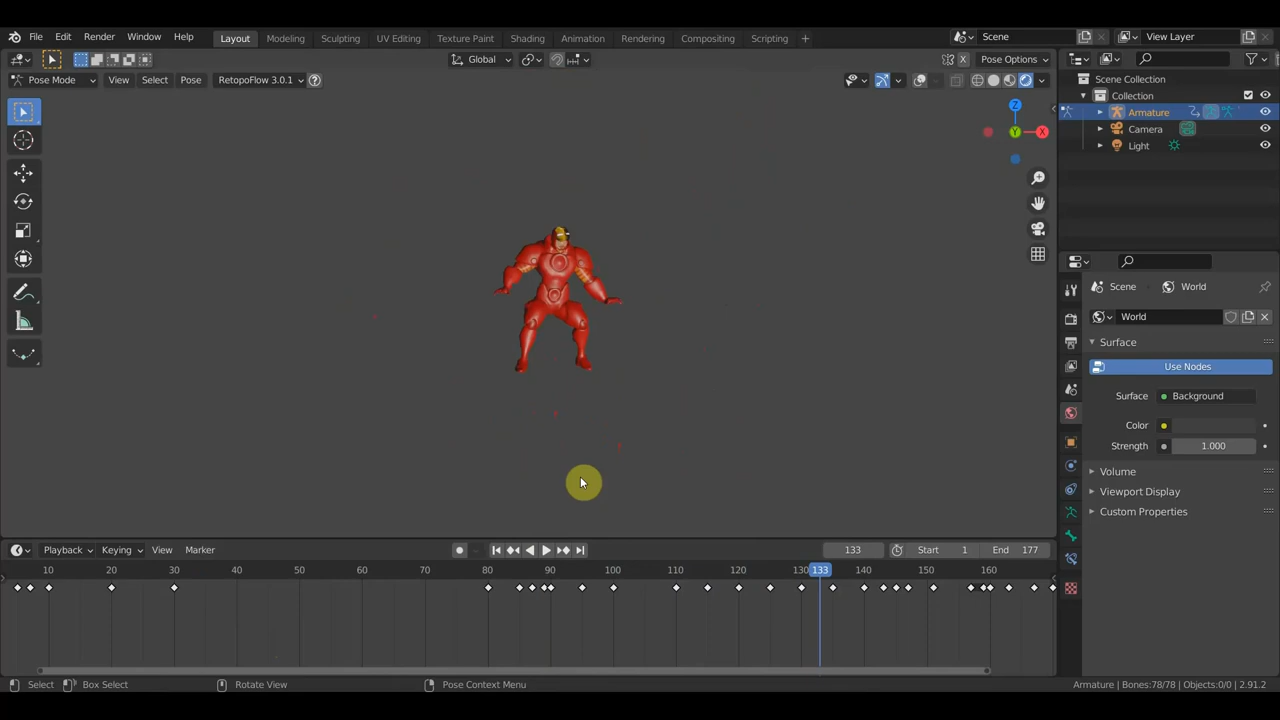 File Edit Render Window Help Layout Modeling Sculpting UV Editing Texture Paint Shading Animation Rendering Compositing Scripting + Scene View Layer
Global Pose Options
Pose Mode View Select Pose RetopoFlow 3.0.1
Z
Y
X
Scene Collection
Collection
Armature
Camera
Light
Scene World
World
Surface
Use Nodes
Surface Background
Color
Strength 1.000
Volume
Viewport Display
Custom Properties
Playback Keying View Marker 133 Start 1 End 177
10 20 30 40 50 60 70 80 90 100 110 120 130 133 140 150 160
Select Box Select Rotate View Pose Context Menu Armature | Bones:78/78 | Objects:0/0 | 2.91.2